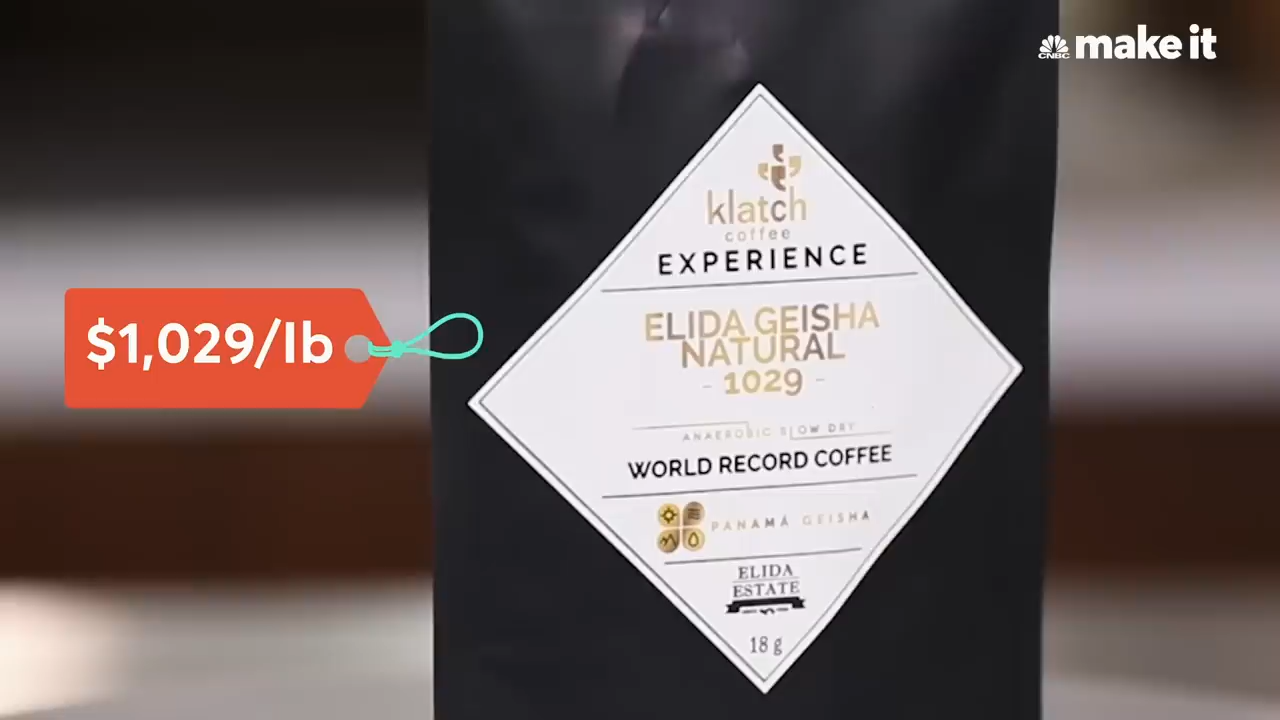 CNBC make it
$1,029/lb
klatch
coffee
EXPERIENCE
ELIDA GEISHA
NATURAL
- 1029 -
ANAEROBIC SLOW DRY
WORLD RECORD COFFEE
PANAMÁ GEISHA
ELIDA
ESTATE
18 g